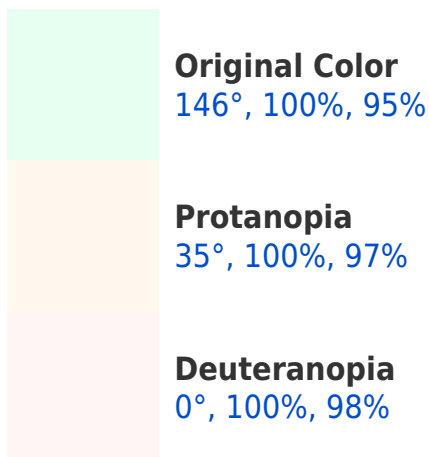 Original Color
146°, 100%, 95%
Protanopia
35°, 100%, 97%
Deuteranopia
0°, 100%, 98%